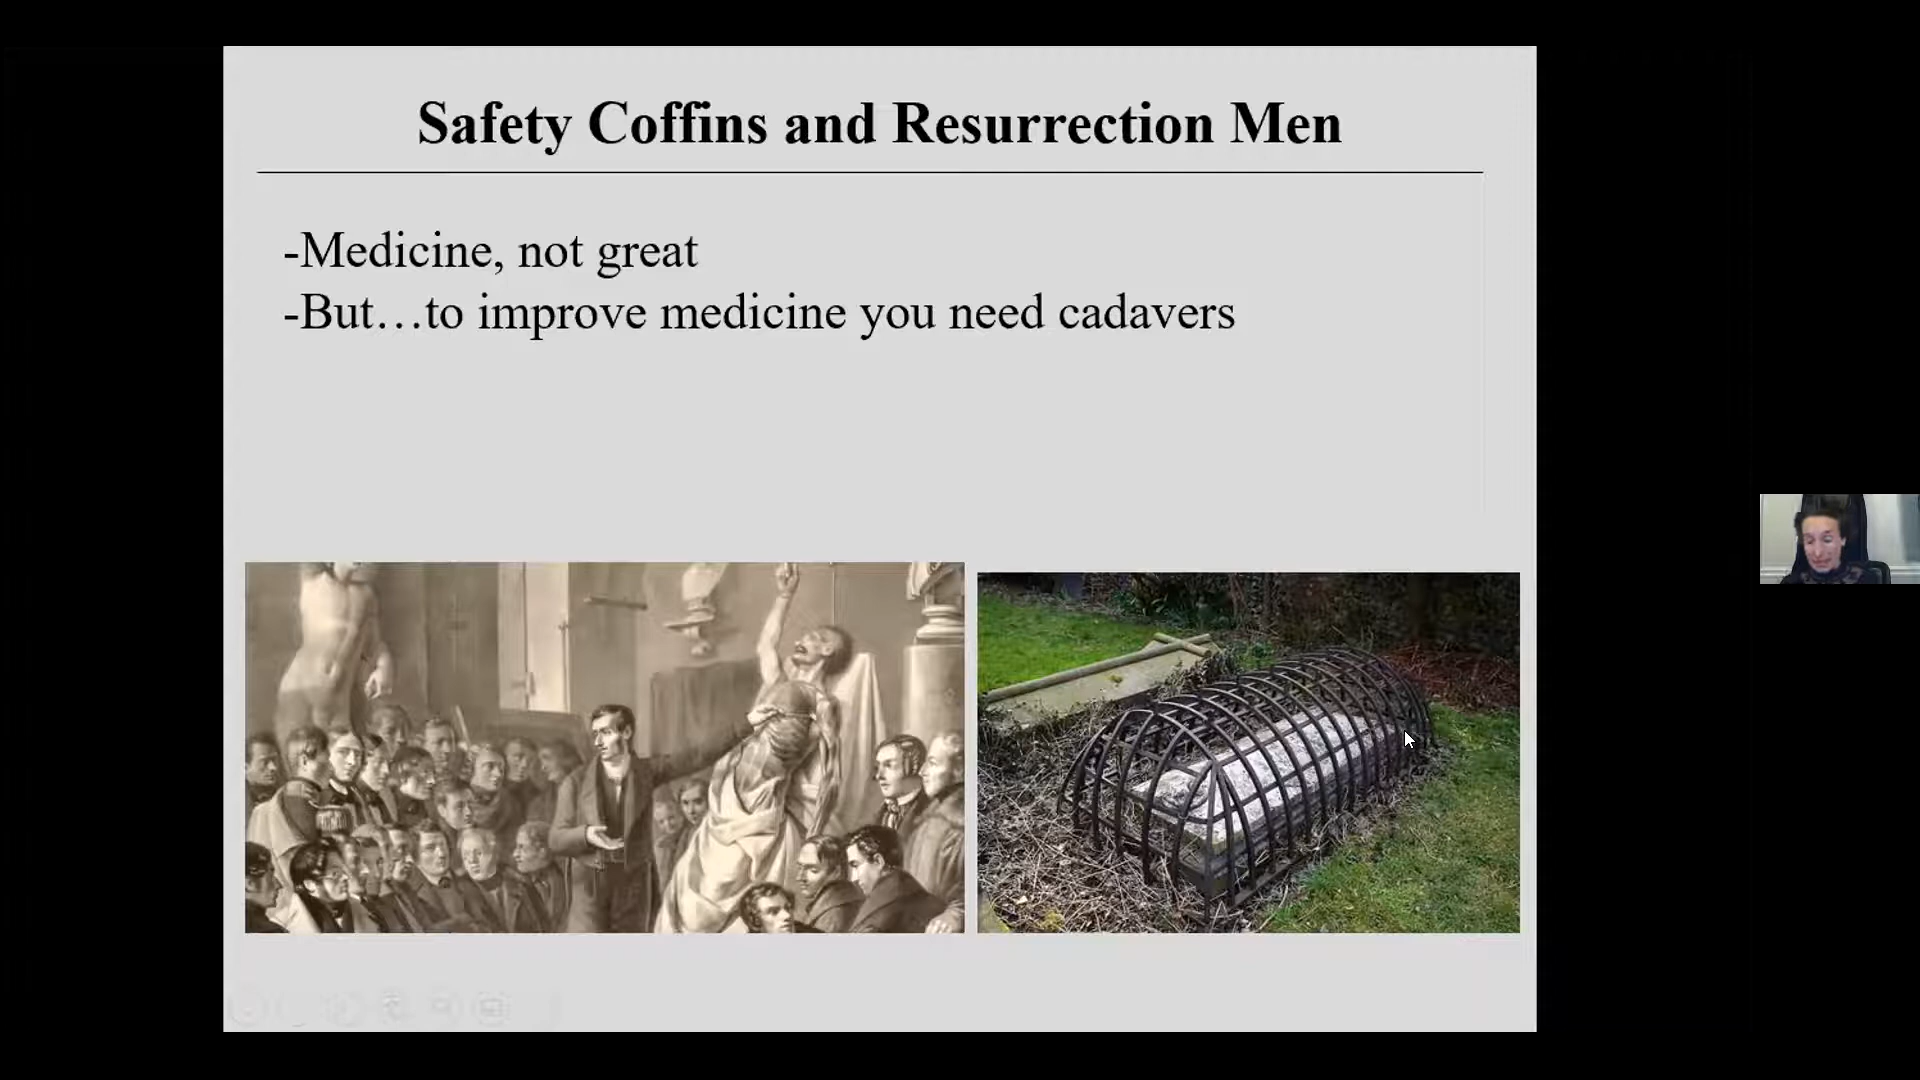 Safety Coffins and Resurrection Men
-Medicine, not great
-But…to improve medicine you need cadavers